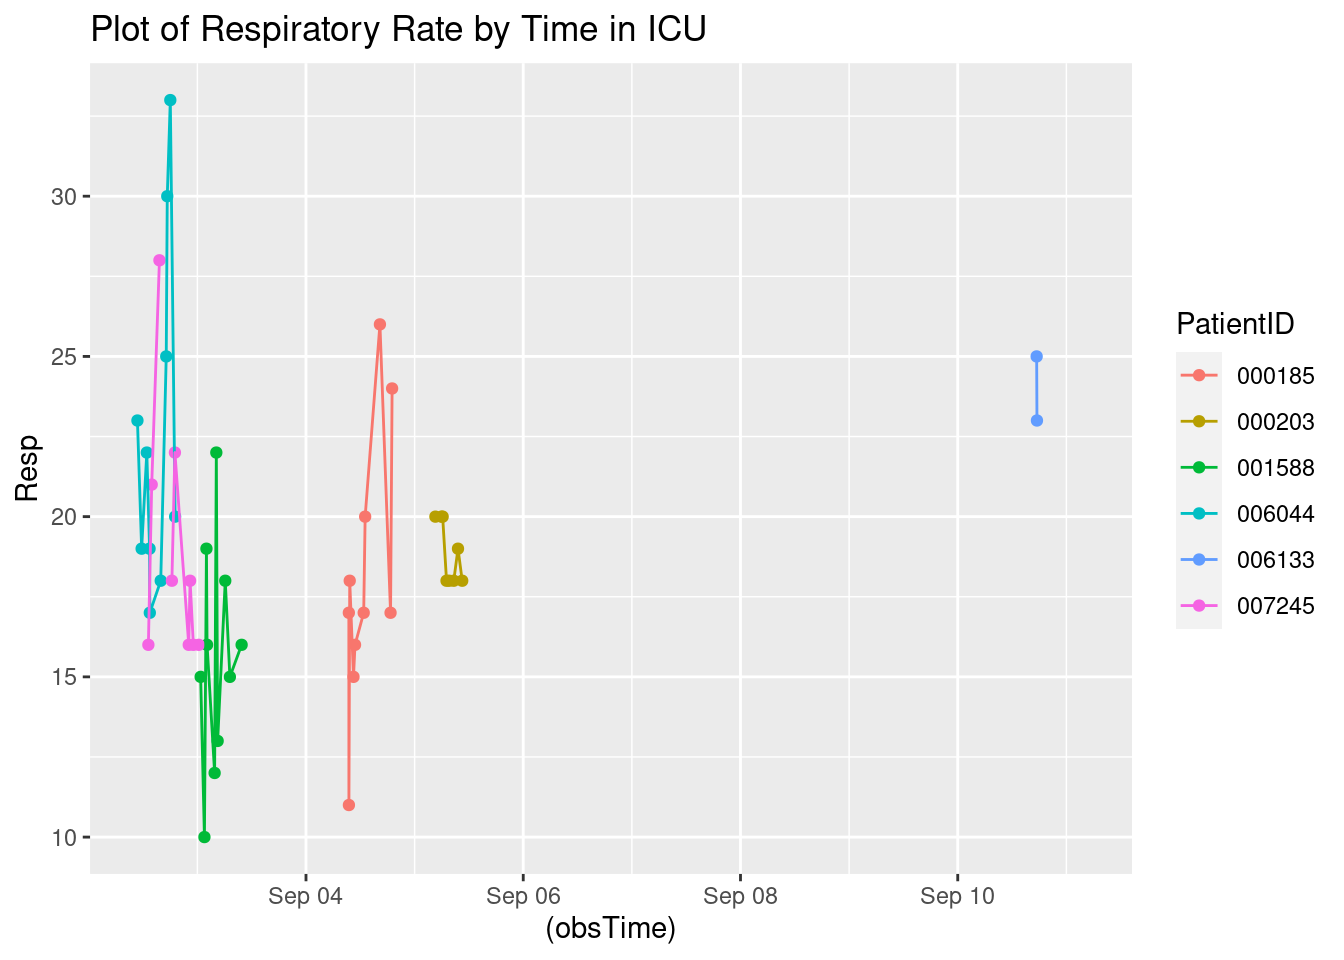 Plot of Respiratory Rate by Time in ICU
Resp
30
25
20
15
10
Sep 04 Sep 06 Sep 08 Sep 10
(obsTime)
PatientID
000185
000203
001588
006044
006133
007245